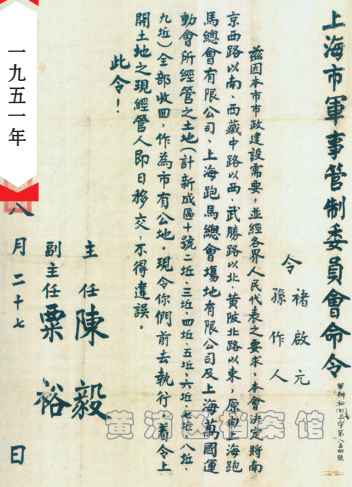 上海市軍事管制委員會命令
令
褚啟元
孫作人
茲因本市市政建設需要，並經各界人民代表之要求，本會決定將南
京西路以南、西藏中路以西、武勝路以北、黃陂北路以東，原由上海跑
馬總會有限公司、上海跑馬總會場地有限公司及上海萬國運
動會所經管之土地（計新成區十號二坵、三坵、四坵、五坵、六坵、七坵、八坵、
九坵）全部收回，作為市有公地。現令你們前去執行，着令上
開土地之現經管人即日移交，不得違誤。
此令！
主任 陳毅
副主任 粟裕
一九五一年
八月二十七日
黄浦区档案馆